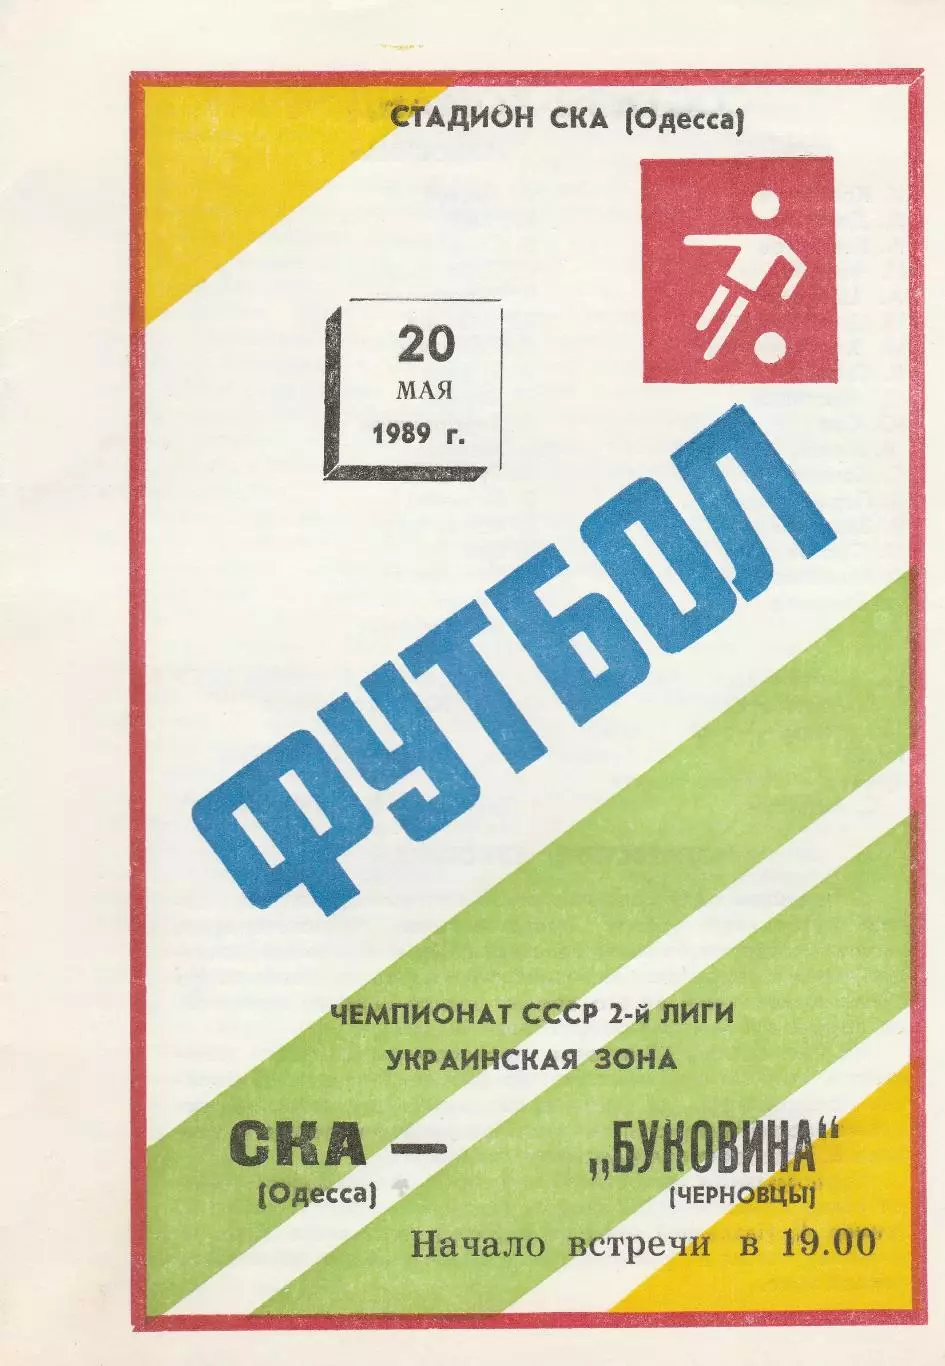 СТАДИОН СКА (Одесса)
20
МАЯ
1989 г.
ФУТБОЛ
ЧЕМПИОНАТ СССР 2-й ЛИГИ
УКРАИНСКАЯ ЗОНА
СКА — „БУКОВИНА“
(Одесса) (ЧЕРНОВЦЫ)
Начало встречи в 19.00